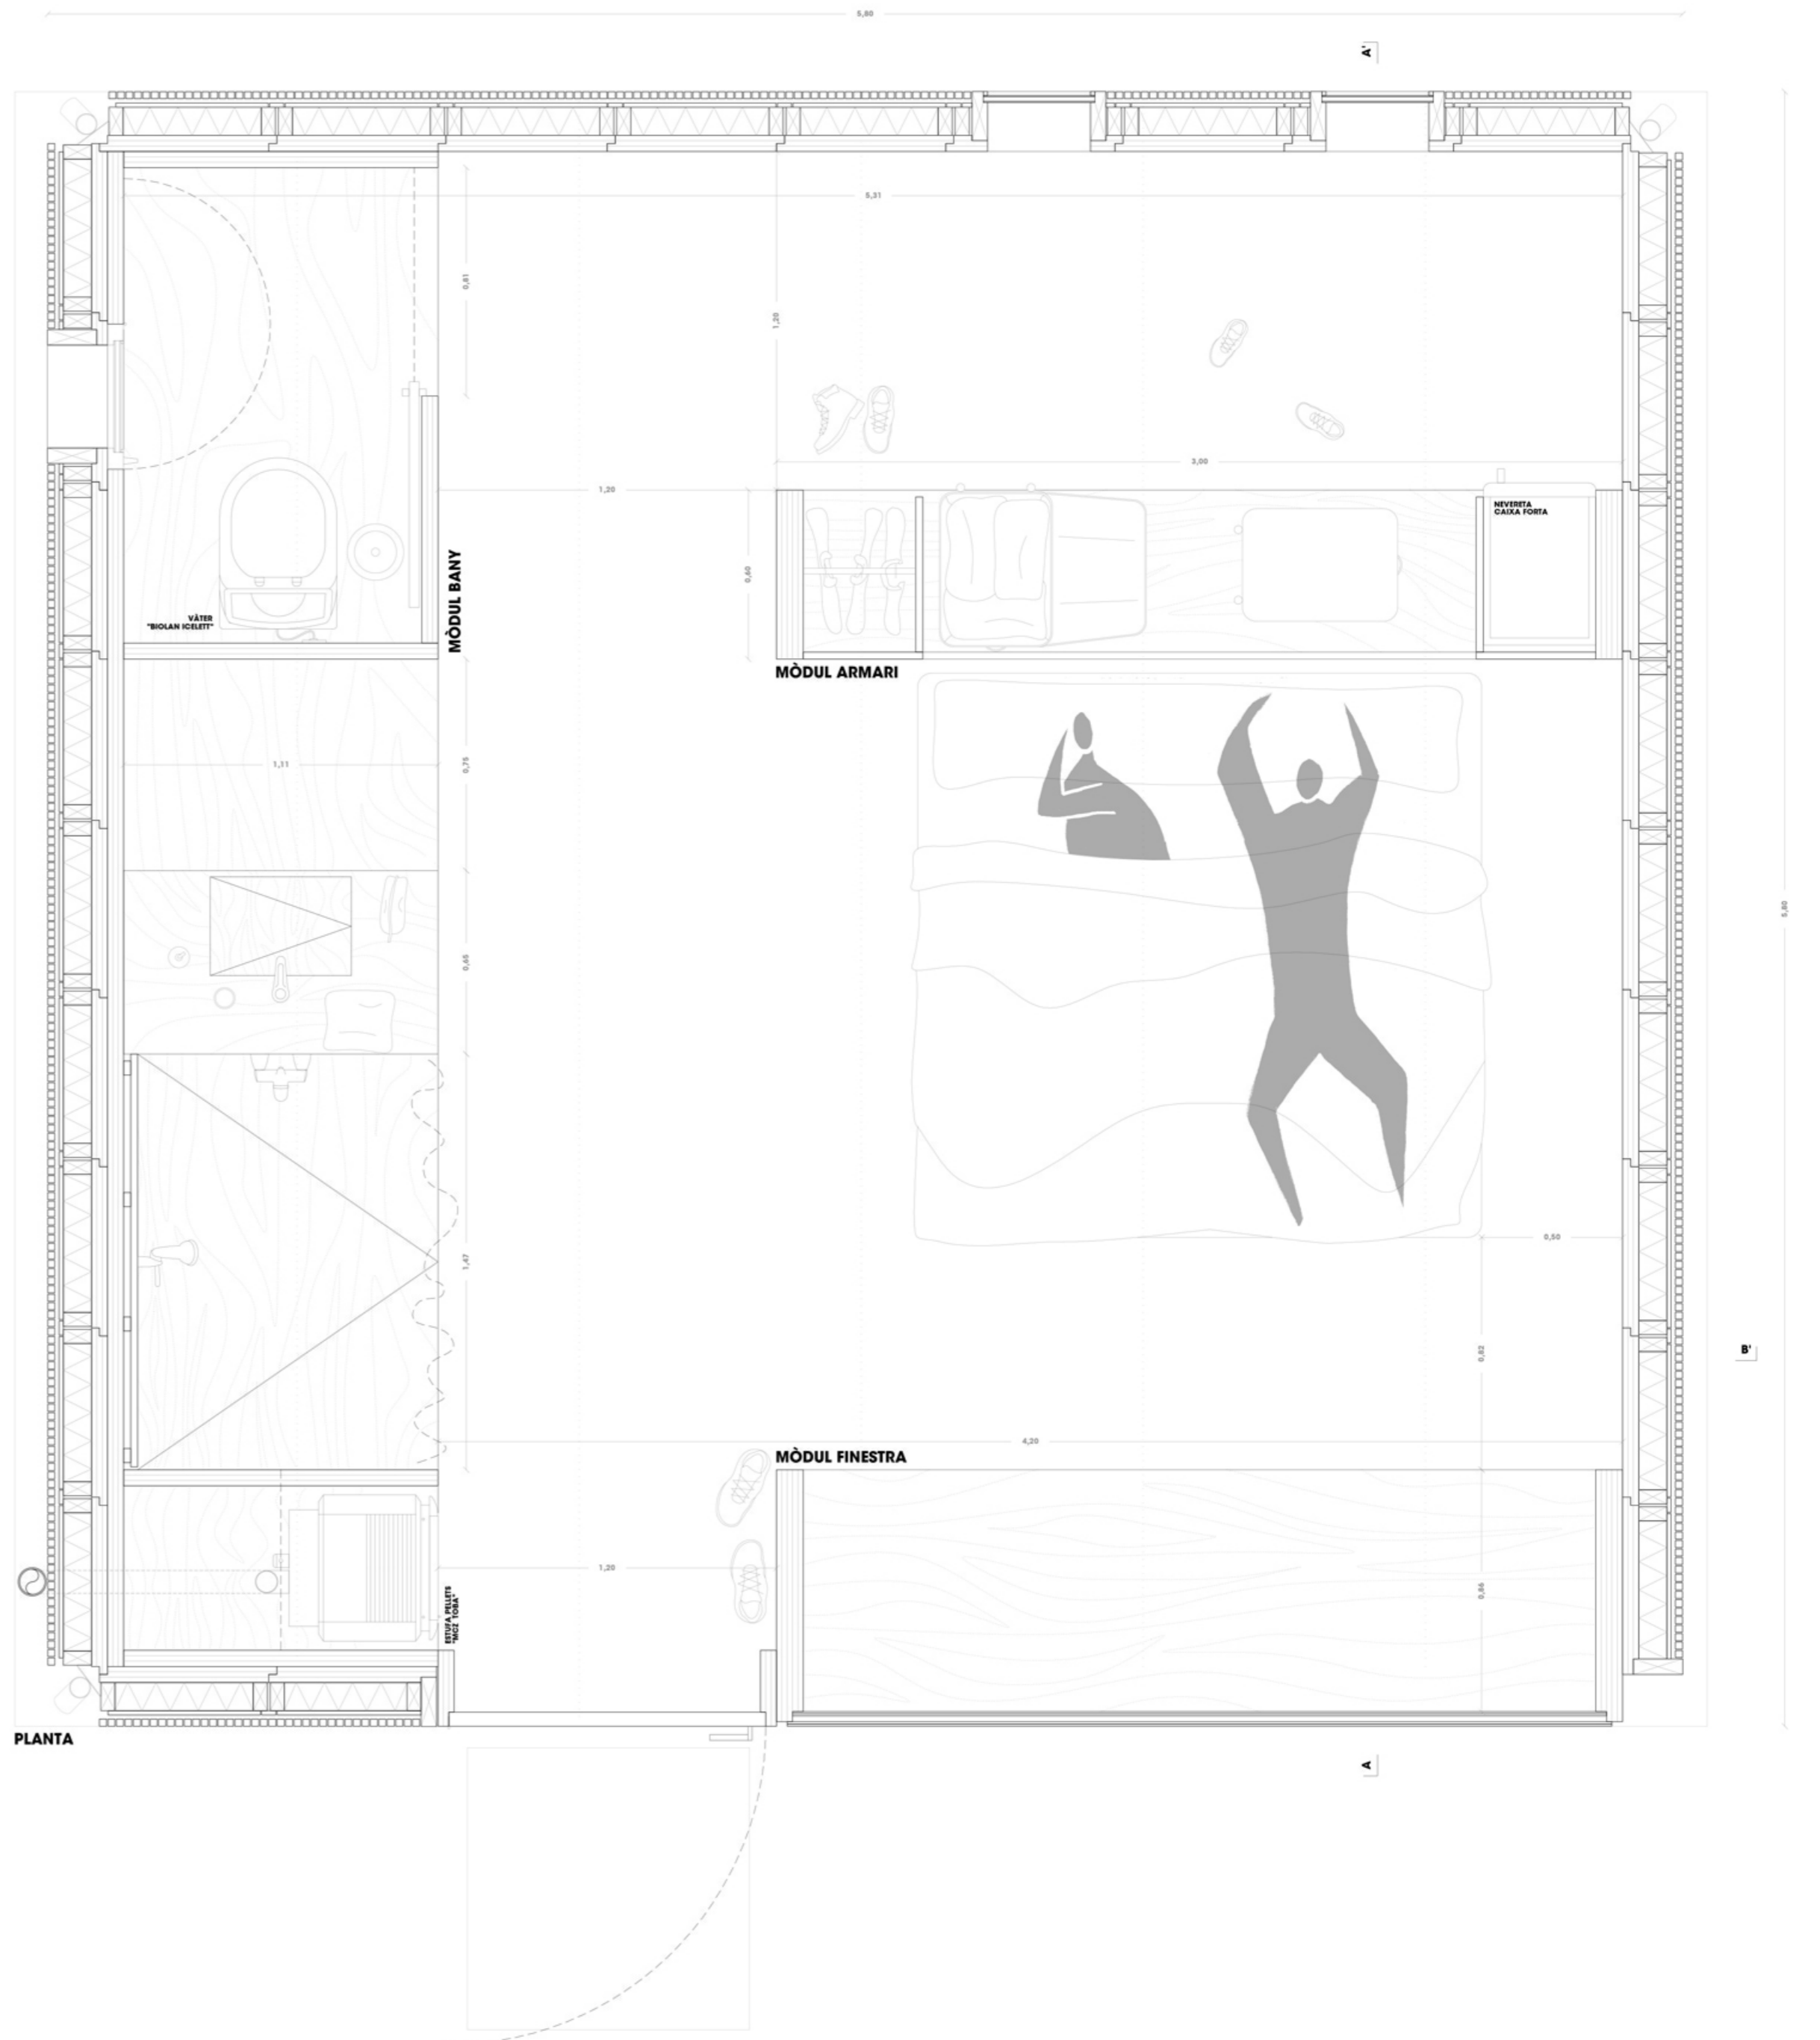 5,80
A'
5,31
0,81
1,20
3,00
1,20
NEVERETA
CAIXA FORTA
0,60
MÒDUL BANY
VÀTER
"BIOLAN ICELETT"
MÒDUL ARMARI
1,11
0,75
5,80
0,65
0,50
1,47
0,82
B'
4,20
MÒDUL FINESTRA
1,20
0,86
ESTUFA PELLETS
"MCZ TOBA"
PLANTA
A